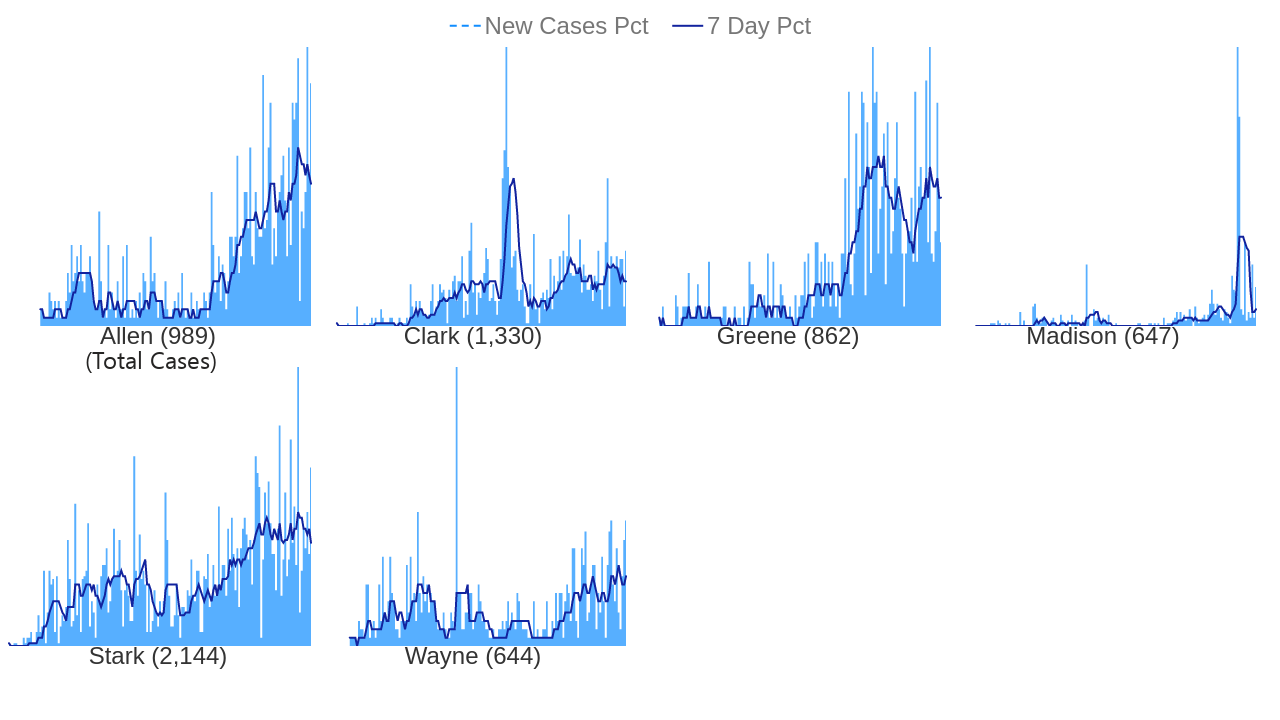 New Cases Pct 7 Day Pct
Allen (989)
(Total Cases)
Clark (1,330)
Greene (862)
Madison (647)
Stark (2,144)
Wayne (644)